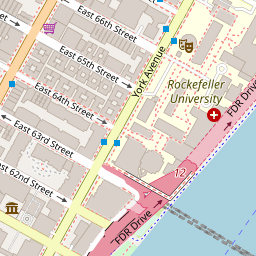 East 66th Street
East 65th Street
York Avenue
Rockefeller
University
East 64th Street
FDR Drive
East 63rd Street
12
East 62nd Street
FDR Drive